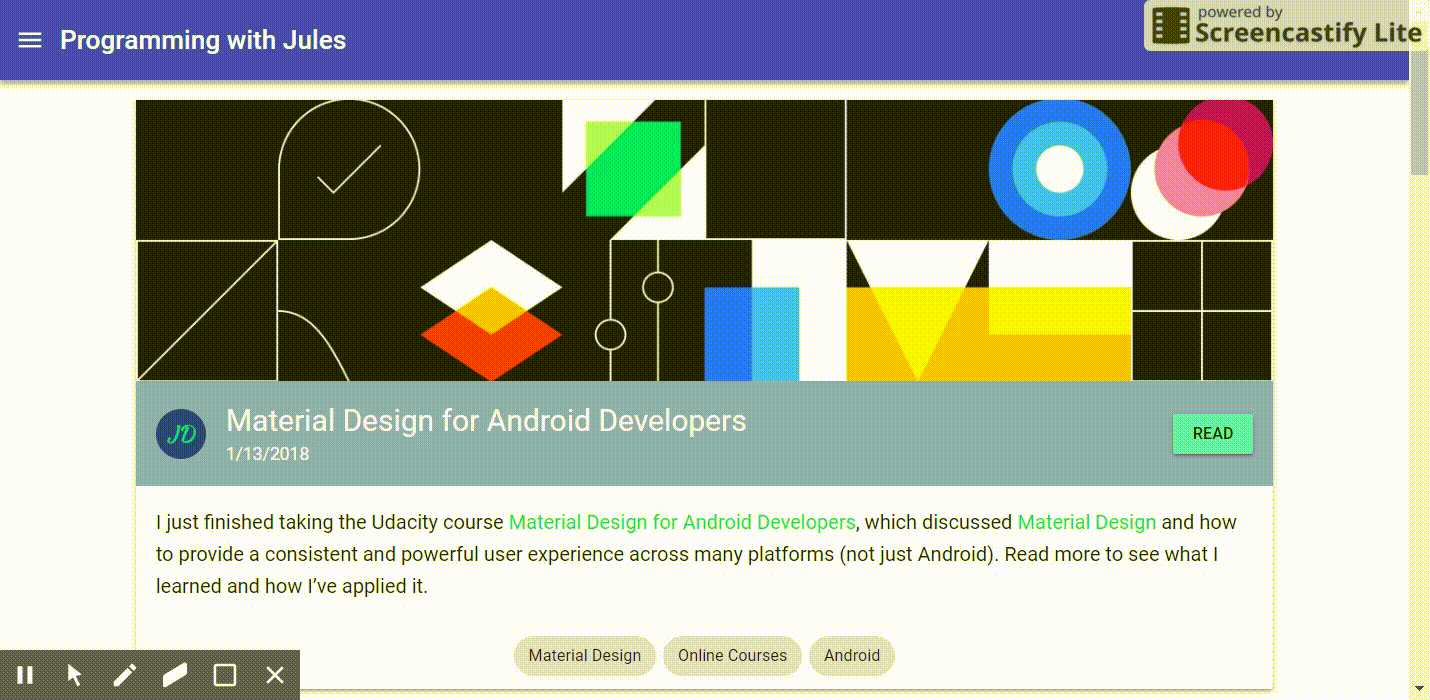 Programming with Jules
powered by
Screencastify Lite
JD
Material Design for Android Developers
1/13/2018
READ
I just finished taking the Udacity course Material Design for Android Developers, which discussed Material Design and how
to provide a consistent and powerful user experience across many platforms (not just Android). Read more to see what I
learned and how I’ve applied it.
Material Design
Online Courses
Android